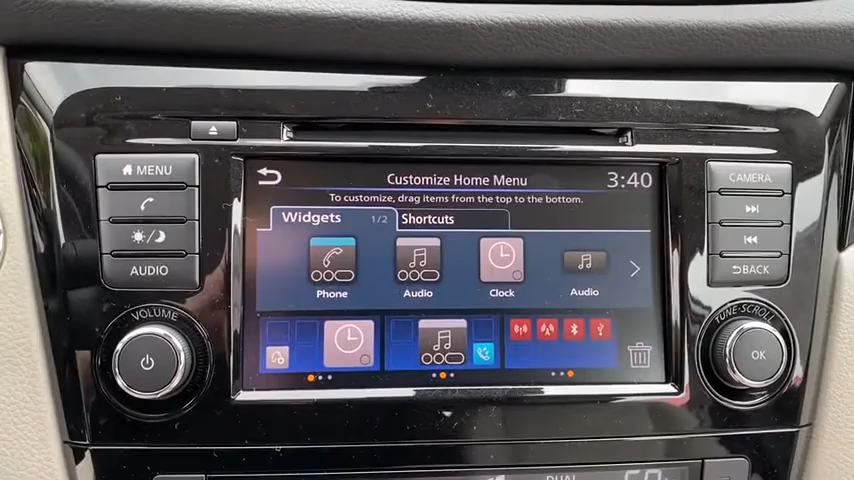 MENU
AUDIO
VOLUME
Customize Home Menu
3:40
To customize, drag items from the top to the bottom.
Widgets 1/2 Shortcuts
Phone Audio Clock Audio
CAMERA
BACK
TUNE·SCROLL
OK
DUAL